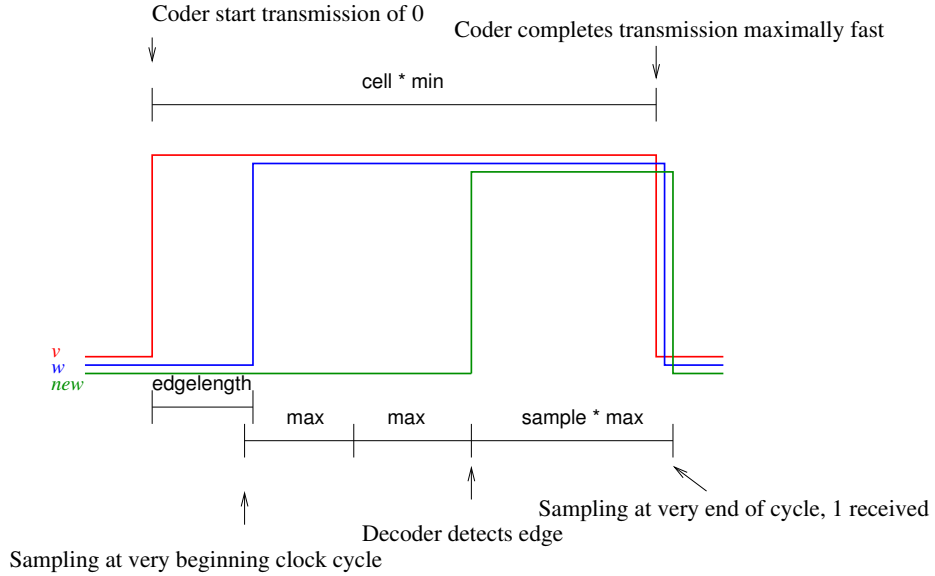 Coder start transmission of 0
Coder completes transmission maximally fast
cell * min
v
w
new
edgelength
max max sample * max
Sampling at very end of cycle, 1 received
Decoder detects edge
Sampling at very beginning clock cycle